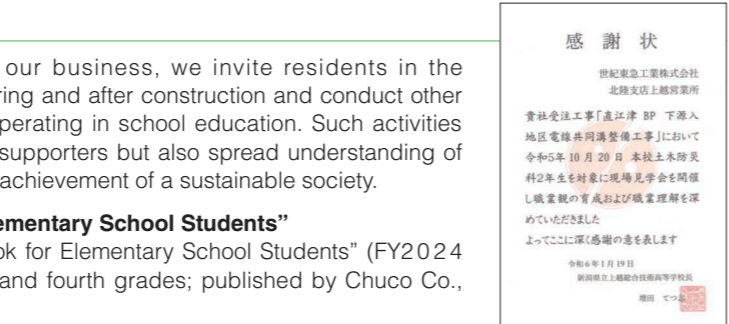 our business, we invite residents in the
ring and after construction and conduct other
perating in school education. Such activities
supporters but also spread understanding of
achievement of a sustainable society.
ementary School Students”
ok for Elementary School Students” (FY2024
and fourth grades; published by Chuco Co.,
感謝状
世紀東急工業株式会社
北陸支店上越営業所
貴社受注工事「直江津 BP 下源入
地区電線共同溝整備工事」において
令和5年 10 月 20 日 本校土木防災
科2年生を対象に現場見学会を開催
し職業観の育成および職業理解を深
めていただきました
よってここに深く感謝の意を表します
令和6年1月19日
新潟県立上越総合技術高等学校長
増田 てつ